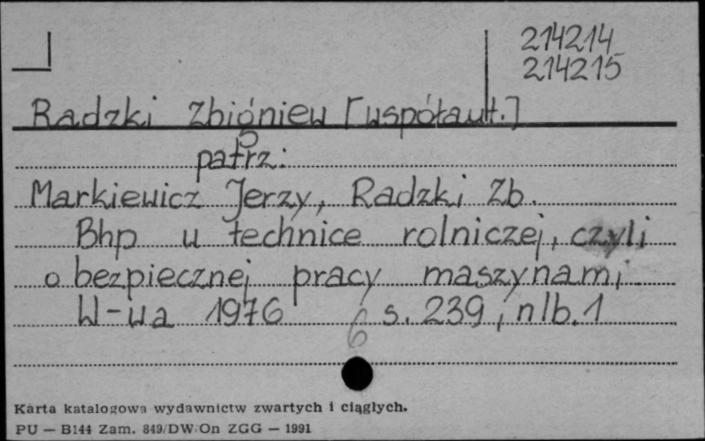 214214
214215
Radzki Zbigniew [współaut.]
patrz:
Markiewicz Jerzy, Radzki Zb.
Bhp w technice rolniczej, czyli
o bezpiecznej pracy maszynami.
W-wa 1976 s. 239, nlb. 1
6
Karta katalogowa wydawnictw zwartych i ciągłych.
PU — B144 Zam. 849/DW/On ZGG — 1991